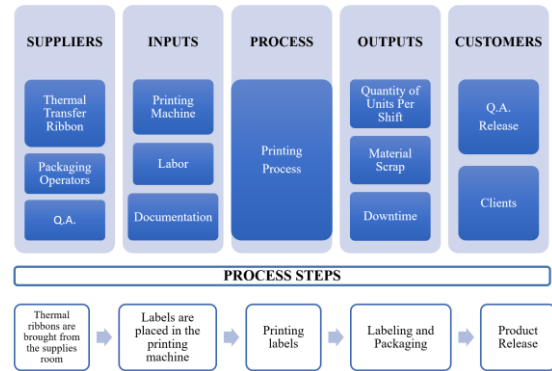 SUPPLIERS
Thermal
Transfer
Ribbon
Packaging
Operators
Q.A.
INPUTS
Printing
Machine
Labor
Documentation
PROCESS
Printing
Process
OUTPUTS
Quantity of
Units Per
Shift
Material
Scrap
Downtime
CUSTOMERS
Q.A.
Release
Clients
PROCESS STEPS
Thermal
ribbons are
brought from
the supplies
room
Labels are
placed in the
printing
machine
Printing
labels
Labeling and
Packaging
Product
Release